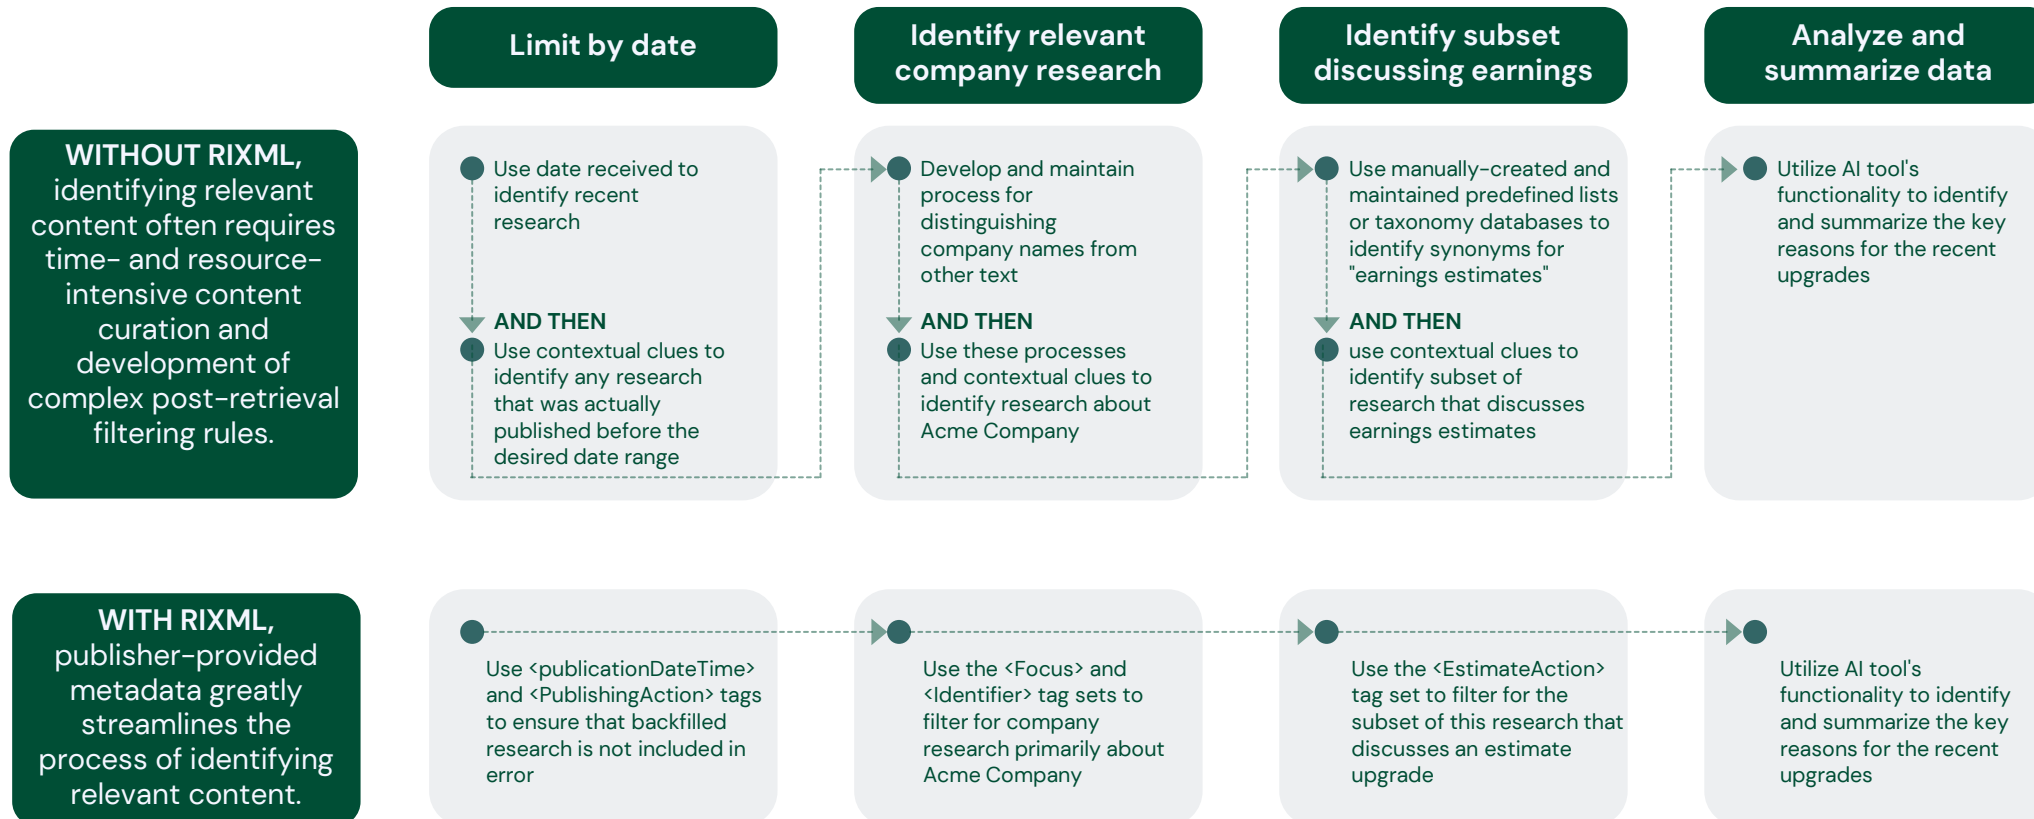 Limit by date
Identify relevant
company research
Identify subset
discussing earnings
Analyze and
summarize data
WITHOUT RIXML,
identifying relevant
content often requires
time- and resource-
intensive content
curation and
development of
complex post-retrieval
filtering rules.
Use date received to
identify recent
research
AND THEN
Use contextual clues to
identify any research
that was actually
published before the
desired date range
Develop and maintain
process for
distinguishing
company names from
other text
AND THEN
Use these processes
and contextual clues to
identify research about
Acme Company
Use manually-created and
maintained predefined lists
or taxonomy databases to
identify synonyms for
"earnings estimates"
AND THEN
use contextual clues to
identify subset of
research that discusses
earnings estimates
Utilize AI tool's
functionality to identify
and summarize the key
reasons for the recent
upgrades
WITH RIXML,
publisher-provided
metadata greatly
streamlines the
process of identifying
relevant content.
Use <publicationDateTime>
and <PublishingAction> tags
to ensure that backfilled
research is not included in
error
Use the <Focus> and
<Identifier> tag sets to
filter for company
research primarily about
Acme Company
Use the <EstimateAction>
tag set to filter for the
subset of this research that
discusses an estimate
upgrade
Utilize AI tool's
functionality to identify
and summarize the key
reasons for the recent
upgrades